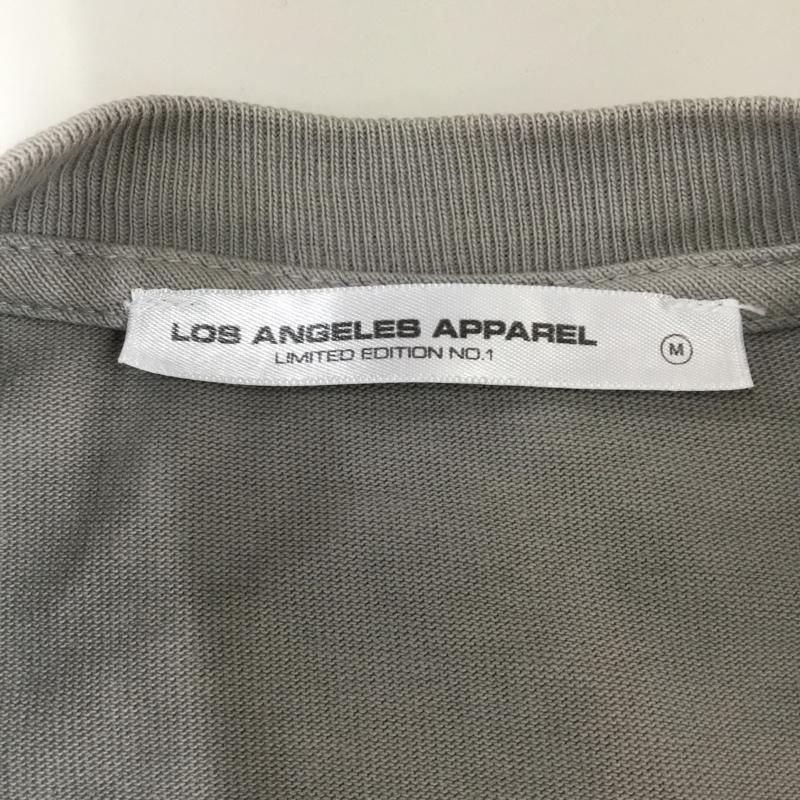 LOS ANGELES APPAREL
LIMITED EDITION NO.1
M